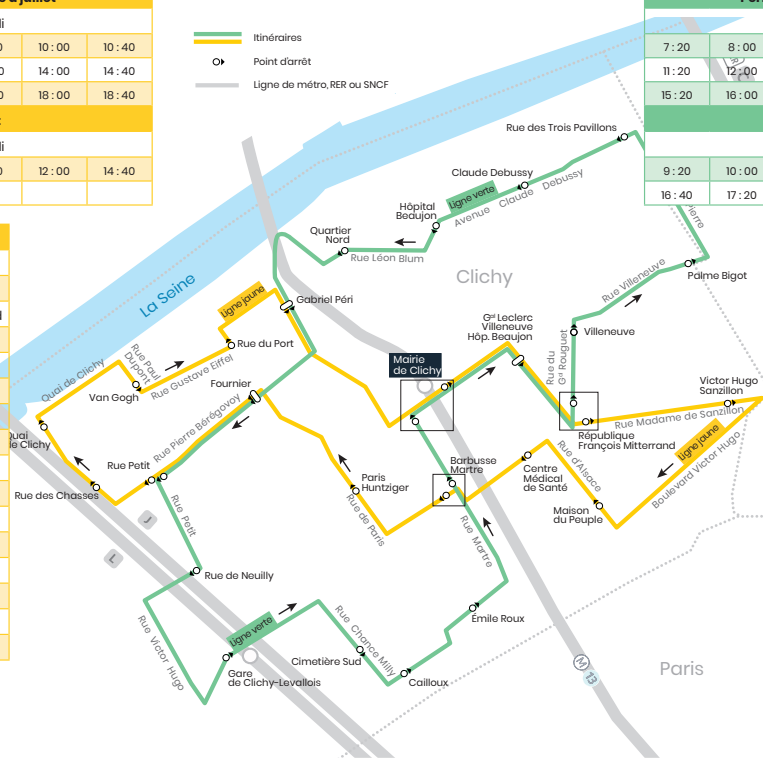 10 : 00 10 : 40
14 : 00 14 : 40
18 : 00 18 : 40
12 : 00 14 : 40
Itinéraires
Point d'arrêt
Ligne de métro, RER ou SNCF
7 : 20 8 : 00
11 : 20 12 : 00
15 : 20 16 : 00
9 : 20 10 : 00
16 : 40 17 : 20
Rue des Trois Pavillons
Claude Debussy
Ligne verte
Avenue Claude Debussy
Hôpital
Beaujon
Quartier
Nord
Rue Léon Blum
Pierre
Clichy
Palme Bigot
Rue Villeneuve
La Seine
Ligne jaune
Gabriel Péri
Gal Leclerc
Villeneuve
Hôp. Beaujon
Villeneuve
Rue du
Gal Rouguet
Rue du Port
Mairie
de Clichy
Quai de Clichy
Rue Paul
Dupont
Rue Gustave Eiffel
Van Gogh
Fournier
Rue Pierre Bérégovoy
Victor Hugo
Sanzillon
Rue Madame de Sanzillon
République
François Mitterrand
Ligne jaune
Boulevard Victor Hugo
Quai
de Clichy
Rue Petit
Rue des Chasses
Barbusse
Martre
Paris
Huntziger
Rue de Paris
Centre
Médical
de Santé
Rue d'Alsace
Maison
du Peuple
Rue Petit
Rue Martre
J
L
Rue de Neuilly
Rue Victor Hugo
Ligne verte
Gare
de Clichy-Levallois
Rue Chance Milly
Cimetière Sud
Émile Roux
Cailloux
M 13
Paris